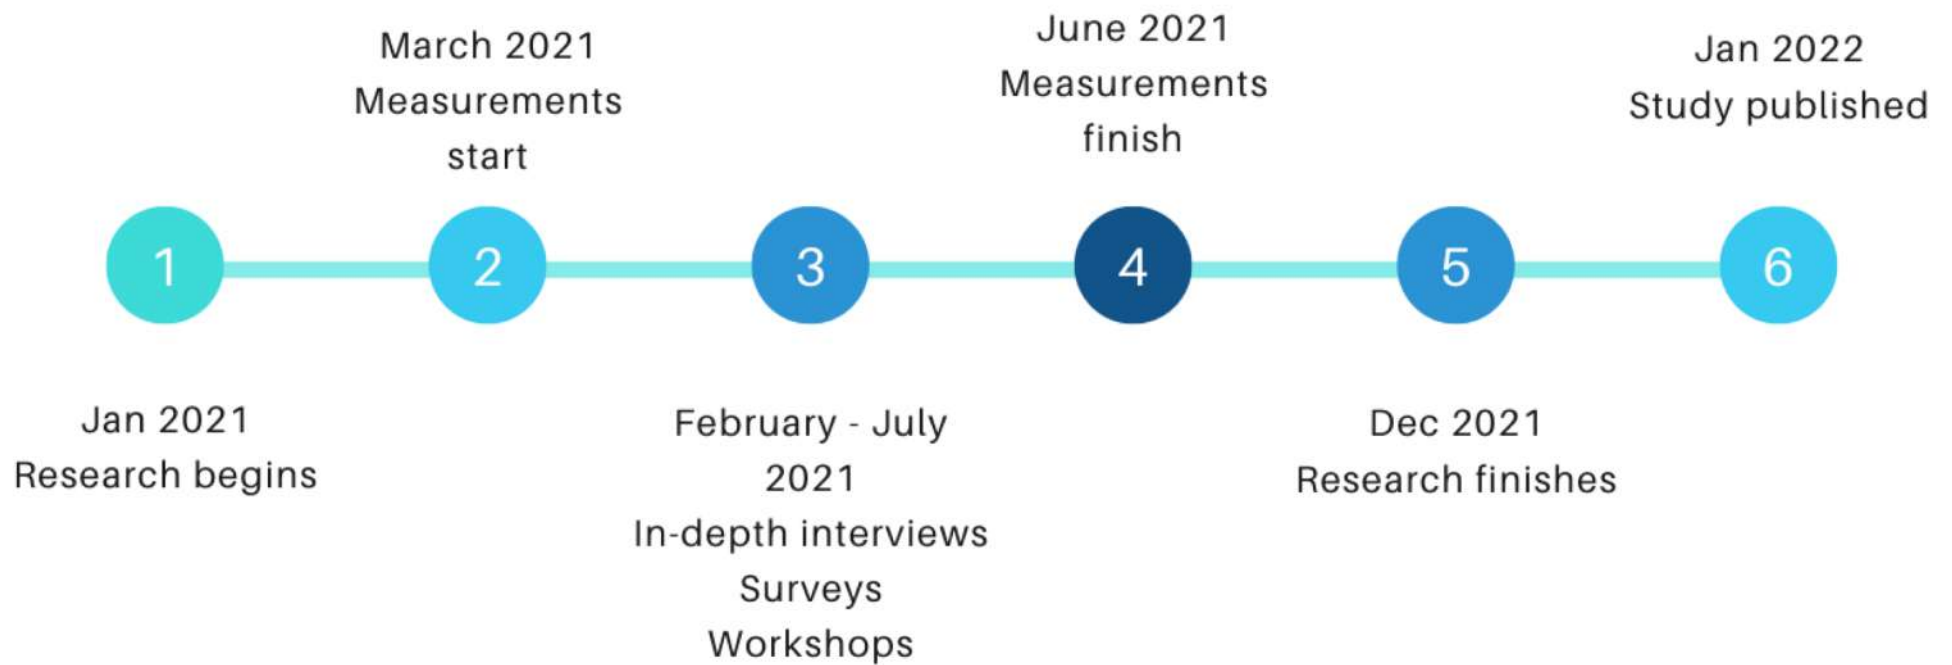 March 2021
Measurements
start
June 2021
Measurements
finish
Jan 2022
Study published
1
2
3
4
5
6
Jan 2021
Research begins
February - July
2021
In-depth interviews
Surveys
Workshops
Dec 2021
Research finishes